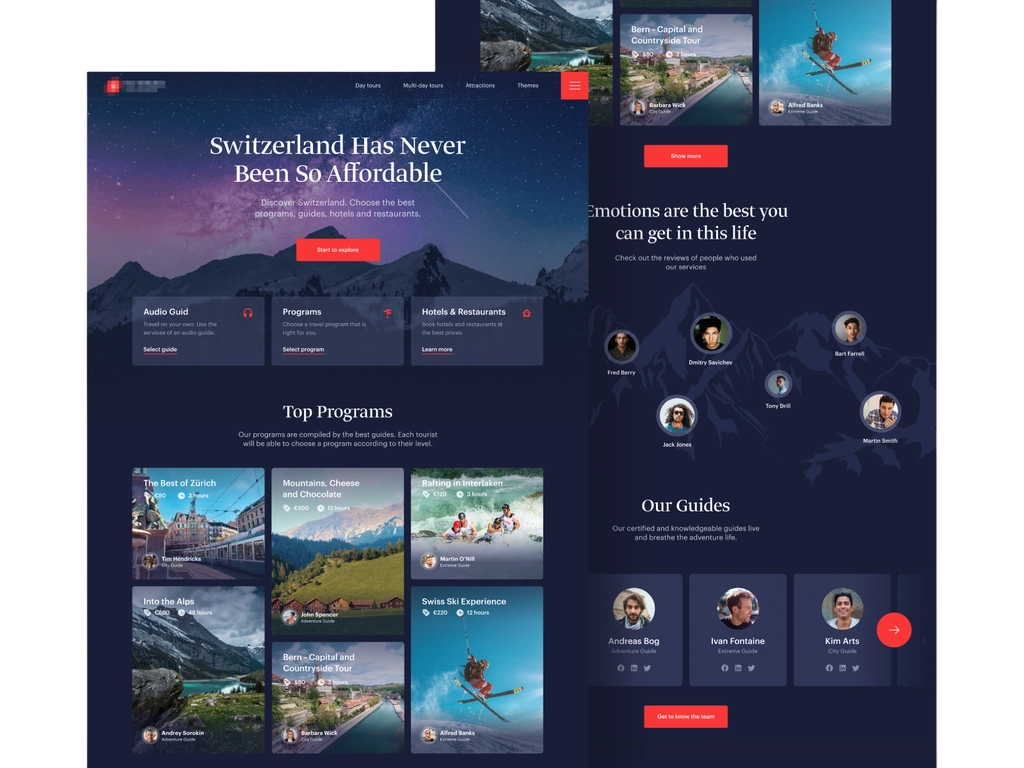 Day tours
Multi-day tours
Attractions
Themes
Switzerland Has Never
Been So Affordable
Discover Switzerland. Choose the best
programs, guides, hotels and restaurants.
Start to explore
Audio Guid
Travel on your own. Use the
services of an audio guide.
Select guide
Programs
Choose a travel program that is
right for you.
Select program
Hotels & Restaurants
Book hotels and restaurants at
the best prices.
Learn more
Top Programs
Our programs are compiled by the best guides. Each tourist
will be able to choose a program according to their level.
The Best of Zürich
€80 3 hours
Tim Hendricks
City Guide
Mountains, Cheese
and Chocolate
€200 12 hours
John Spencer
Adventure Guide
Rafting in Interlaken
€120 3 hours
Martin O'Nill
Extreme Guide
Into the Alps
48 hours
Andrey Sorokin
Adventure Guide
Bern - Capital and
Countryside Tour
$80 2 hours
Barbara Wick
City Guide
Swiss Ski Experience
€220 12 hours
Alfred Banks
Extreme Guide
Bern - Capital and
Countryside Tour
$80 2 hours
Barbara Wick
City Guide
Alfred Banks
Extreme Guide
Show more
Emotions are the best you
can get in this life
Check out the reviews of people who used
our services
Fred Berry
Dmitry Savichev
Bart Farrell
Tony Drill
Jack Jones
Martin Smith
Our Guides
Our certified and knowledgeable guides live
and breathe the adventure life.
Andreas Bog
Adventure Guide
Ivan Fontaine
Extreme Guide
Kim Arts
City Guide
Get to know the team